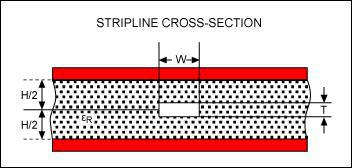 STRIPLINE CROSS-SECTION
W
H/2
T
εR
H/2